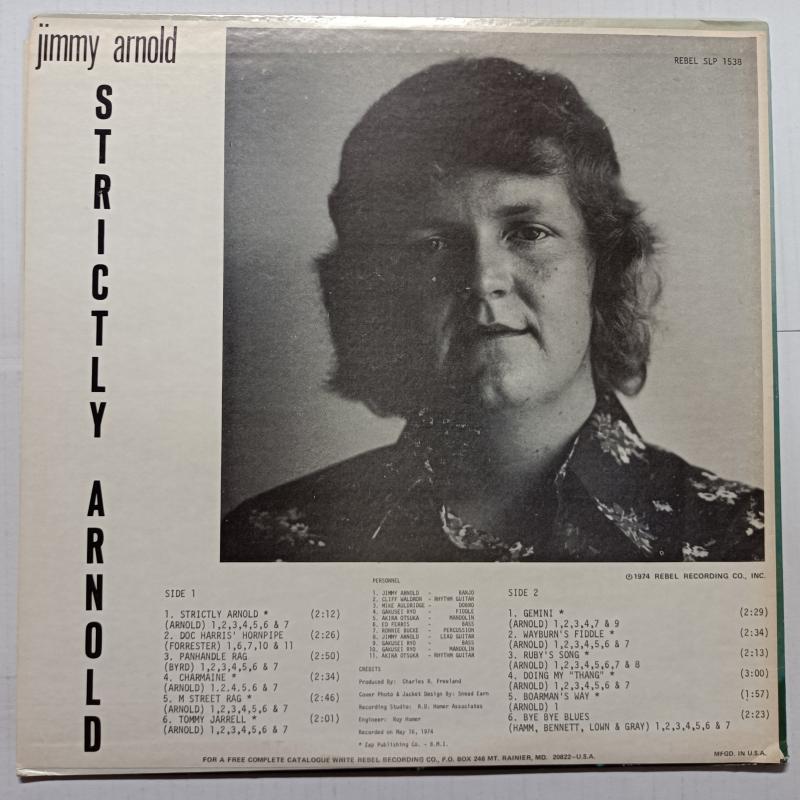 jimmy arnold
STRICTLY ARNOLD
REBEL SLP 1538
℗1974 REBEL RECORDING CO., INC.
SIDE 1
1. STRICTLY ARNOLD * (2:12)
(ARNOLD) 1,2,3,4,5,6 & 7
2. DOC HARRIS' HORNPIPE (2:26)
(FORRESTER) 1,6,7,10 & 11
3. PANHANDLE RAG (2:50)
(BYRD) 1,2,3,4,5,6 & 7
4. CHARMAINE * (2:34)
(ARNOLD) 1.2.4.5.6 & 7
5. M STREET RAG * (2:46)
(ARNOLD) 1,2,3,4,5,6 & 7
6. TOMMY JARRELL * (2:01)
(ARNOLD) 1,2,3,4,5,6 & 7
PERSONNEL
1. JIMMY ARNOLD - BANJO
2. CLIFF WALDRON - RHYTHM GUITAR
3. MIKE AULDRIDGE - DOBRO
4. GAKUSEI RYO - FIDDLE
5. AKIRA OTSUKA - MANDOLIN
6. ED FERRIS - BASS
7. RONNIE BUCKE - PERCUSSION
8. JIMMY ARNOLD - LEAD GUITAR
9. GAKUSEI RYO - BASS
10. GAKUSEI RYO - MANDOLIN
11. AKIRA OTSUKA - RHYTHM GUITAR
CREDITS
Produced By: Charles R. Freeland
Cover Photo & Jacket Design By: Snead Earn
Recording Studio: R.D. Homer Associates
Engineer: Roy Homer
Recorded on May 16, 1974
* Zap Publishing Co. - B.M.I.
SIDE 2
1. GEMINI * (2:29)
(ARNOLD) 1,2,3,4,7 & 9
2. WAYBURN'S FIDDLE * (2:34)
(ARNOLD) 1,2,3,4,5,6 & 7
3. RUBY'S SONG * (2:13)
(ARNOLD) 1,2,3,4,5,6,7 & 8
4. DOING MY "THANG" * (3:00)
(ARNOLD) 1,2,3,4,5,6 & 7
5. BOARMAN'S WAY * (1:57)
(ARNOLD) 1
6. BYE BYE BLUES (2:23)
(HAMM, BENNETT, LOWN & GRAY) 1,2,3,4,5,6 & 7
FOR A FREE COMPLETE CATALOGUE WRITE REBEL RECORDING CO., P.O. BOX 246 MT. RAINIER, MD. 20822-U.S.A.
MFGD. IN U.S.A.